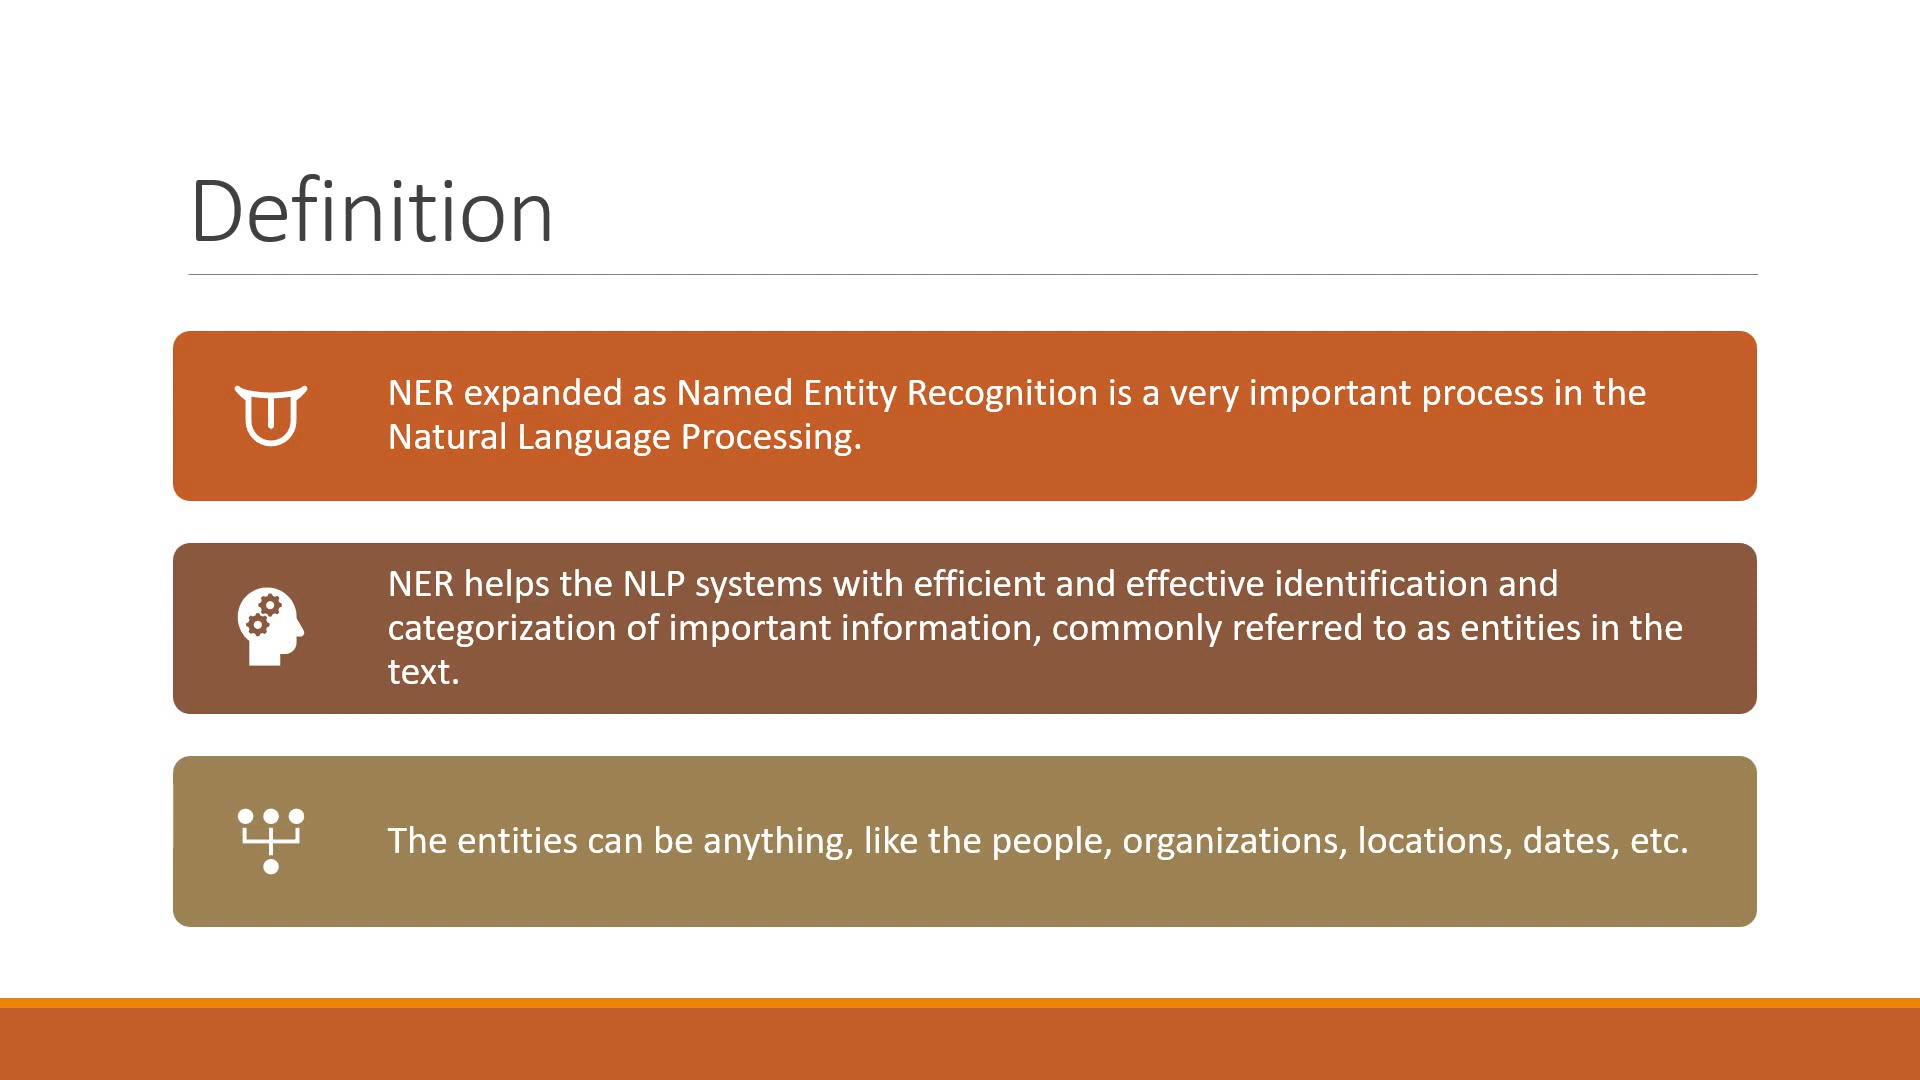 Definition
NER expanded as Named Entity Recognition is a very important process in the
Natural Language Processing.
NER helps the NLP systems with efficient and effective identification and
categorization of important information, commonly referred to as entities in the
text.
The entities can be anything, like the people, organizations, locations, dates, etc.